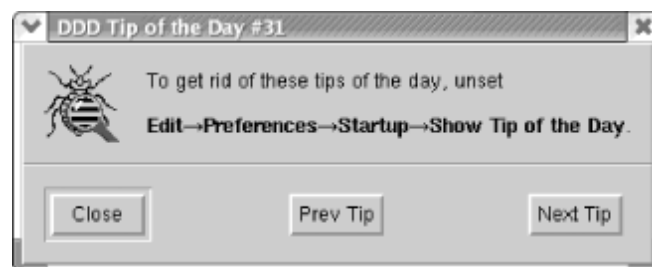 DDD Tip of the Day #31
To get rid of these tips of the day, unset
Edit→Preferences→Startup→Show Tip of the Day.
Close
Prev Tip
Next Tip